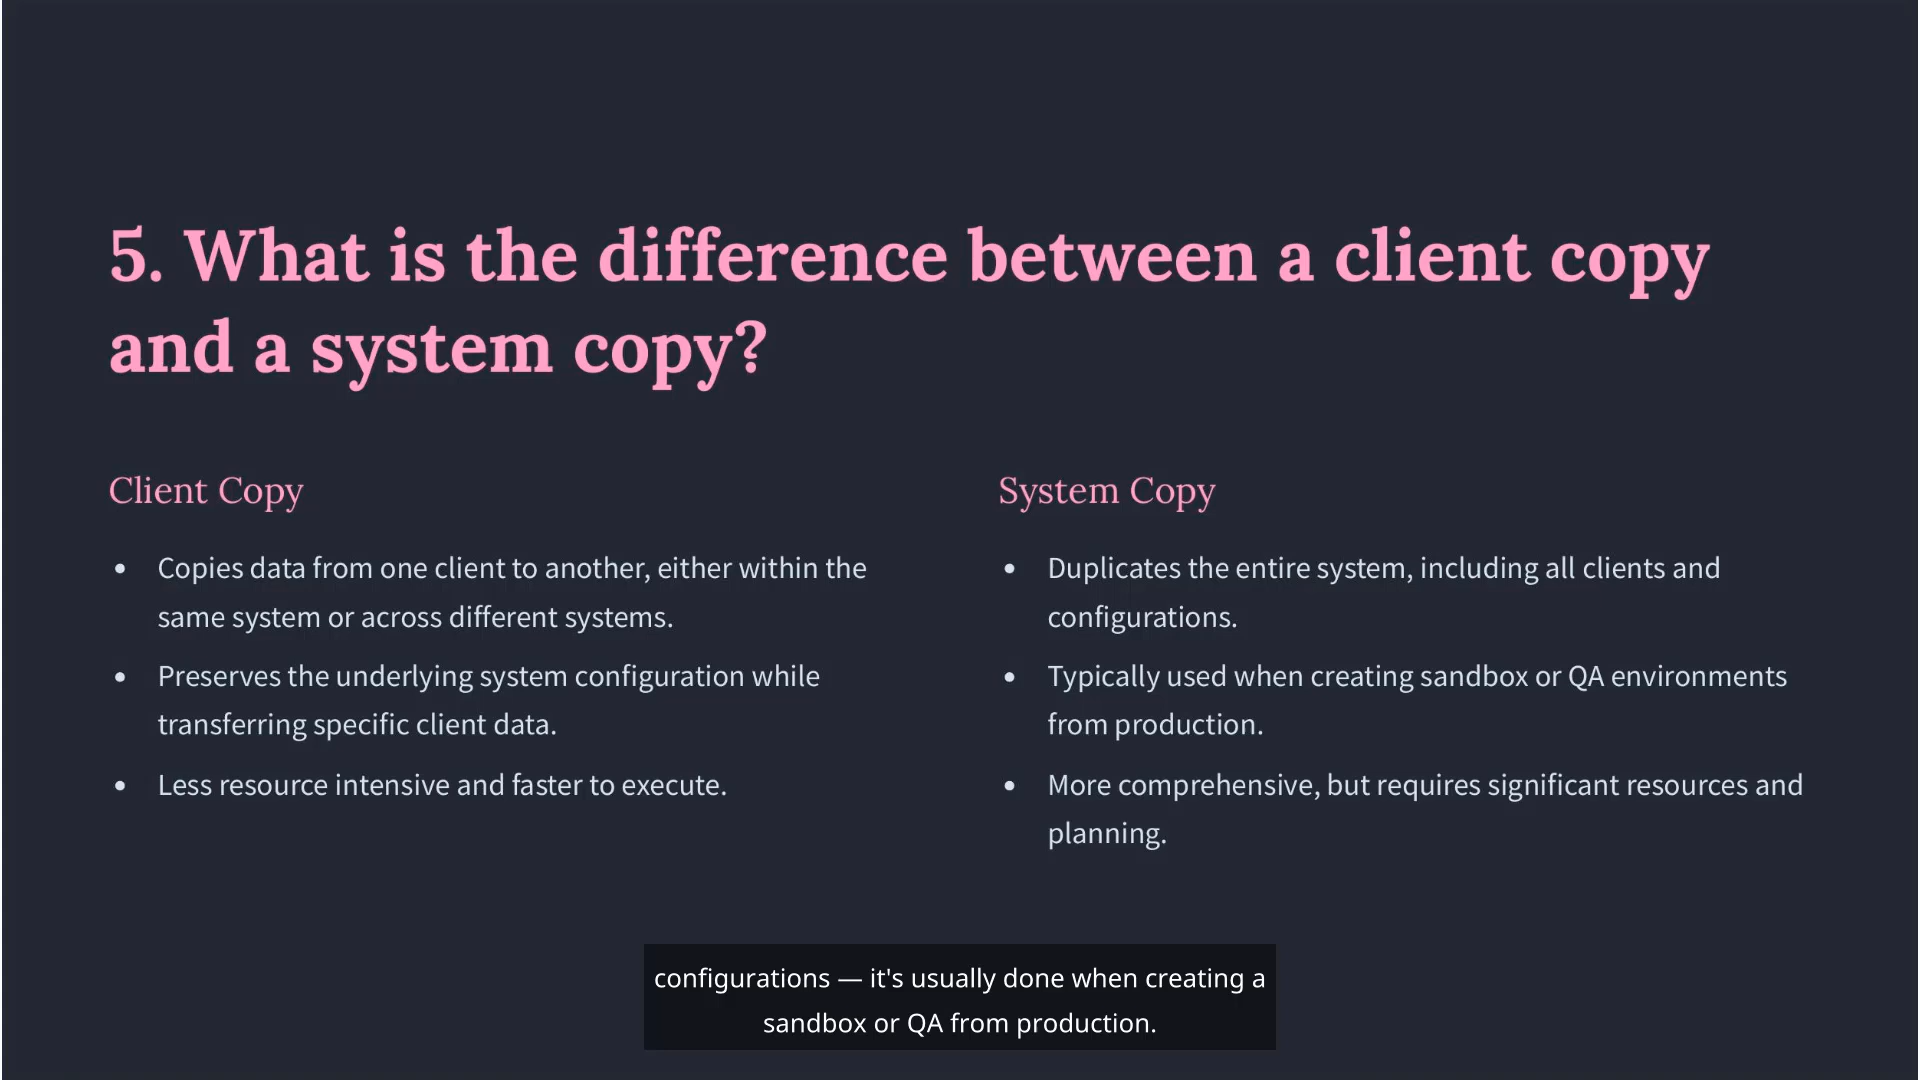 5. What is the difference between a client copy
and a system copy?
Client Copy
• Copies data from one client to another, either within the
same system or across different systems.
• Preserves the underlying system configuration while
transferring specific client data.
• Less resource intensive and faster to execute.
System Copy
• Duplicates the entire system, including all clients and
configurations.
• Typically used when creating sandbox or QA environments
from production.
• More comprehensive, but requires significant resources and
planning.
configurations — it's usually done when creating a
sandbox or QA from production.